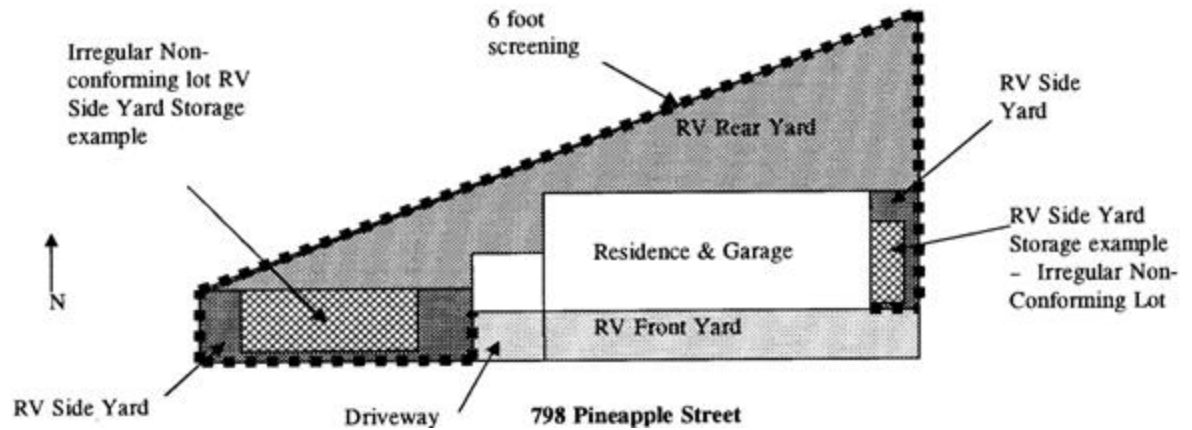 Irregular Non-
conforming lot RV
Side Yard Storage
example
6 foot
screening
RV Side
Yard
RV Rear Yard
RV Side Yard
Storage example
– Irregular Non-
Conforming Lot
Residence & Garage
N
RV Front Yard
RV Side Yard
Driveway
798 Pineapple Street